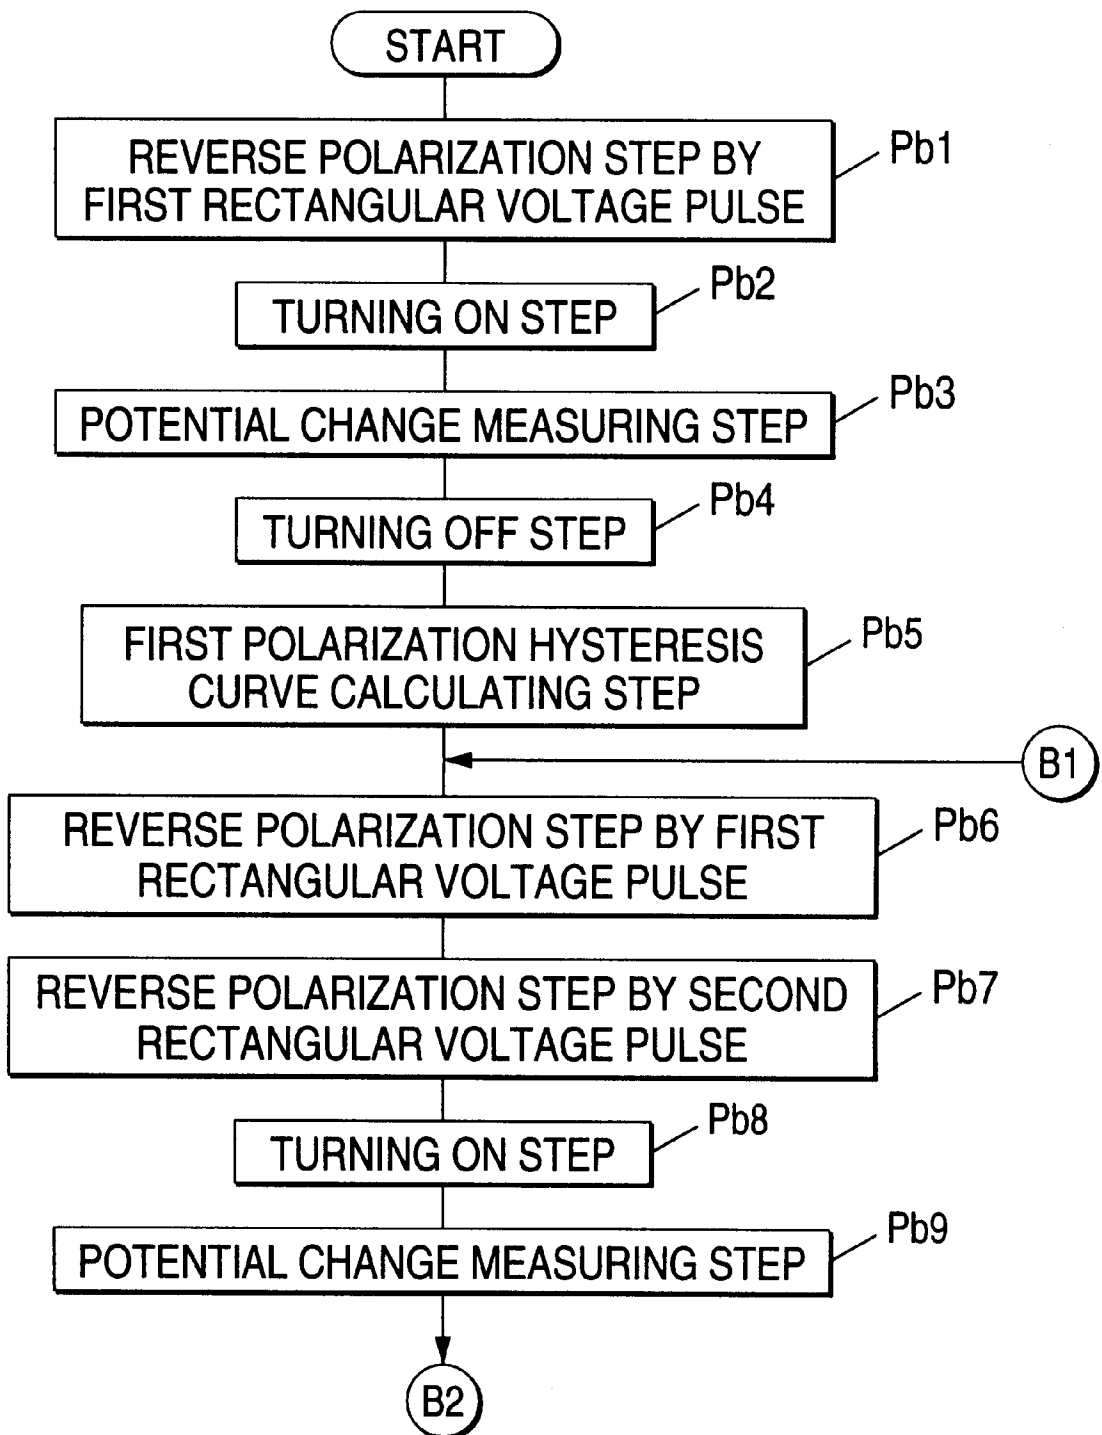 START
REVERSE POLARIZATION STEP BY
FIRST RECTANGULAR VOLTAGE PULSE
Pb1
TURNING ON STEP
Pb2
POTENTIAL CHANGE MEASURING STEP
Pb3
TURNING OFF STEP
Pb4
FIRST POLARIZATION HYSTERESIS
CURVE CALCULATING STEP
Pb5
B1
REVERSE POLARIZATION STEP BY FIRST
RECTANGULAR VOLTAGE PULSE
Pb6
REVERSE POLARIZATION STEP BY SECOND
RECTANGULAR VOLTAGE PULSE
Pb7
TURNING ON STEP
Pb8
POTENTIAL CHANGE MEASURING STEP
Pb9
B2